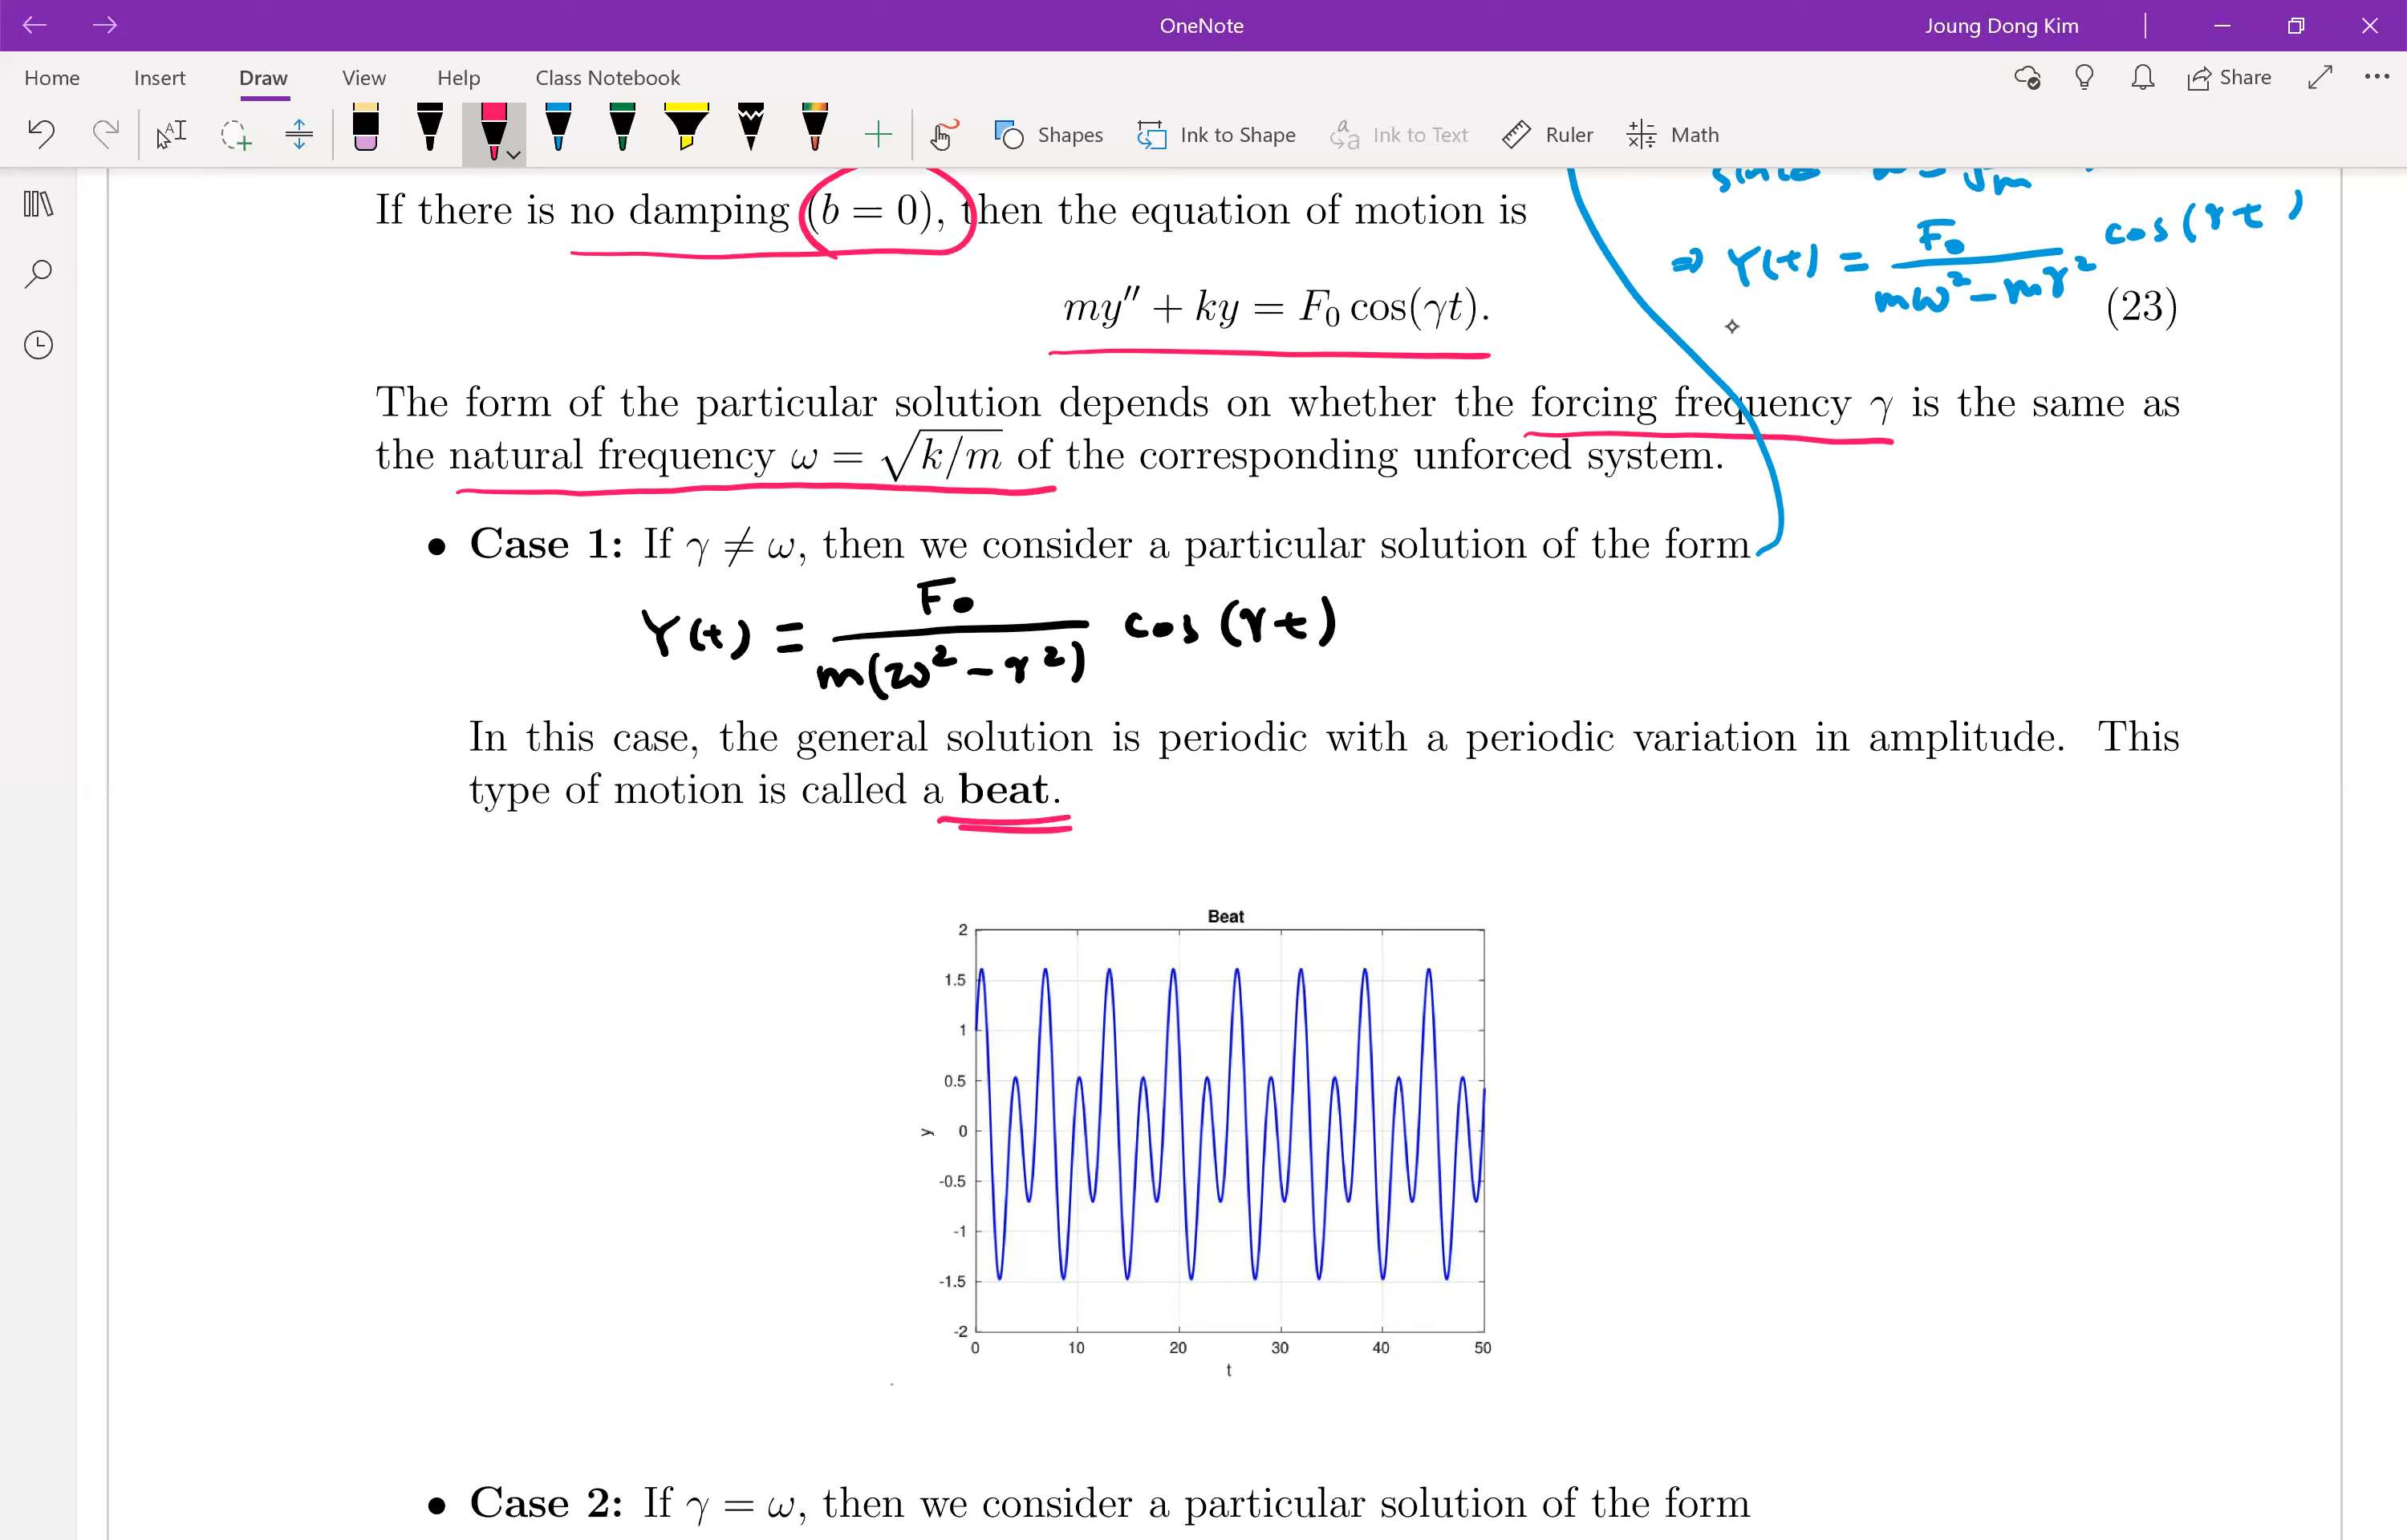 OneNote
Joung Dong Kim
Home Insert Draw View Help Class Notebook
Share
Shapes Ink to Shape Ink to Text Ruler Math
If there is no damping (b = 0), then the equation of motion is
⇒ Y(t) = F₀ / (mω² − mγ²) cos(γt)
my″ + ky = F₀ cos(γt). (23)
The form of the particular solution depends on whether the forcing frequency γ is the same as
the natural frequency ω = √k/m of the corresponding unforced system.
• Case 1: If γ ≠ ω, then we consider a particular solution of the form
Y(t) = F₀ / (m(ω² − γ²)) cos(γt)
In this case, the general solution is periodic with a periodic variation in amplitude. This
type of motion is called a beat.
Beat
2
1.5
1
0.5
0
-0.5
-1
-1.5
-2
y
0 10 20 30 40 50
t
• Case 2: If γ = ω, then we consider a particular solution of the form